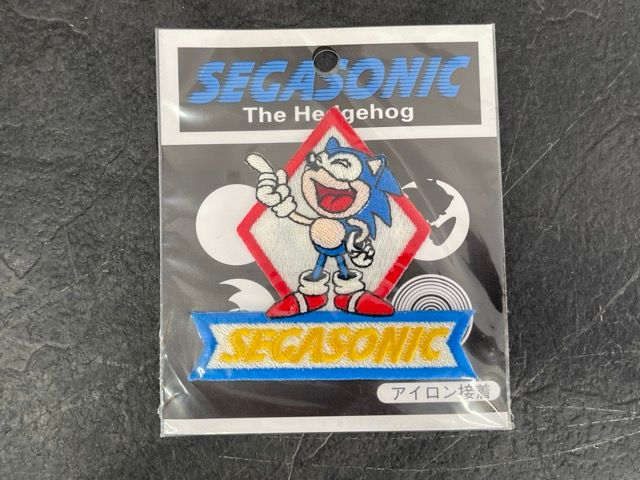 SEGASONIC
The Hedgehog
SEGASONIC
アイロン接着